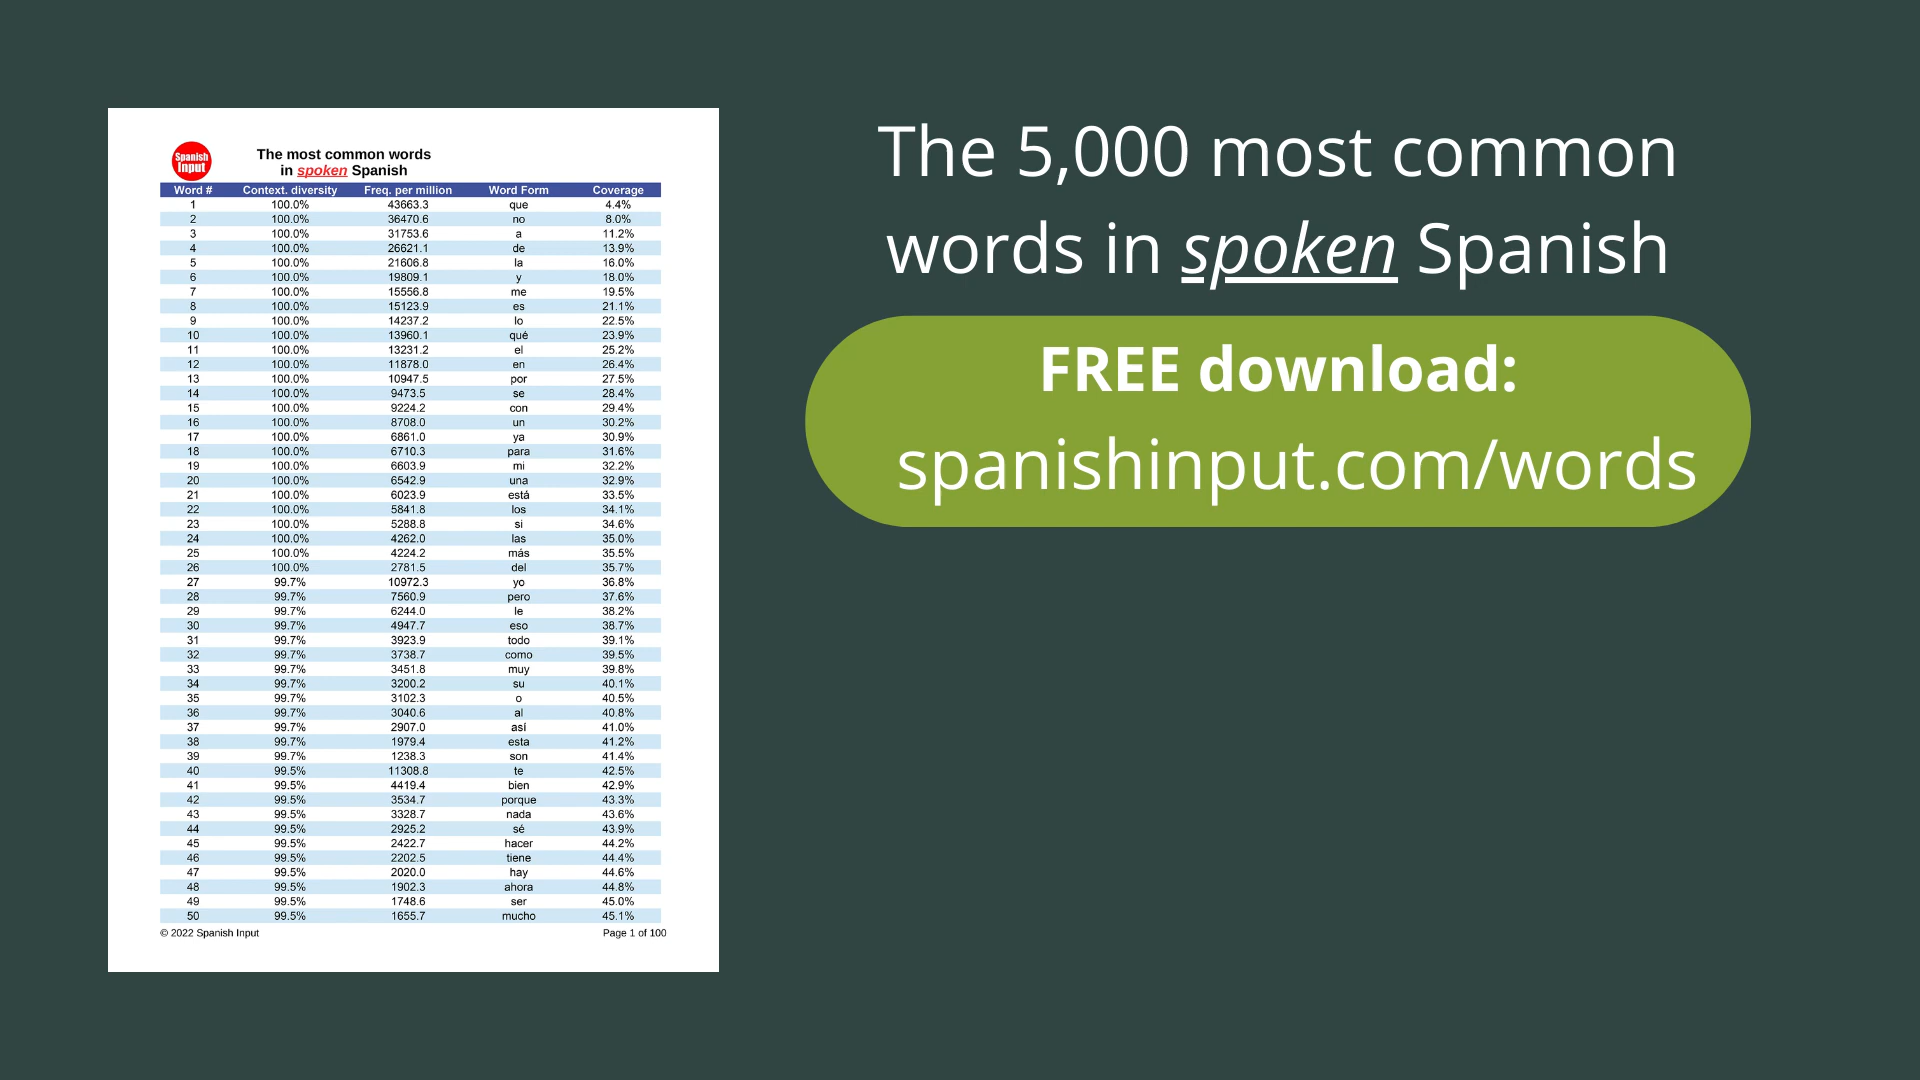 Spanish
Input
The most common words
in spoken Spanish
Word # Context. diversity Freq. per million Word Form Coverage
1 100.0% 43663.3 que 4.4%
2 100.0% 36470.6 no 8.0%
3 100.0% 31753.6 a 11.2%
4 100.0% 26621.1 de 13.9%
5 100.0% 21606.8 la 16.0%
6 100.0% 19809.1 y 18.0%
7 100.0% 15556.8 me 19.5%
8 100.0% 15123.9 es 21.1%
9 100.0% 14237.2 lo 22.5%
10 100.0% 13960.1 qué 23.9%
11 100.0% 13231.2 el 25.2%
12 100.0% 11878.0 en 26.4%
13 100.0% 10947.5 por 27.5%
14 100.0% 9473.5 se 28.4%
15 100.0% 9224.2 con 29.4%
16 100.0% 8708.0 un 30.2%
17 100.0% 6861.0 ya 30.9%
18 100.0% 6710.3 para 31.6%
19 100.0% 6603.9 mi 32.2%
20 100.0% 6542.9 una 32.9%
21 100.0% 6023.9 está 33.5%
22 100.0% 5841.8 los 34.1%
23 100.0% 5288.8 si 34.6%
24 100.0% 4262.0 las 35.0%
25 100.0% 4224.2 más 35.5%
26 100.0% 2781.5 del 35.7%
27 99.7% 10972.3 yo 36.8%
28 99.7% 7560.9 pero 37.6%
29 99.7% 6244.0 le 38.2%
30 99.7% 4947.7 eso 38.7%
31 99.7% 3923.9 todo 39.1%
32 99.7% 3738.7 como 39.5%
33 99.7% 3451.8 muy 39.8%
34 99.7% 3200.2 su 40.1%
35 99.7% 3102.3 o 40.5%
36 99.7% 3040.6 al 40.8%
37 99.7% 2907.0 así 41.0%
38 99.7% 1979.4 esta 41.2%
39 99.7% 1238.3 son 41.4%
40 99.5% 11308.8 te 42.5%
41 99.5% 4419.4 bien 42.9%
42 99.5% 3534.7 porque 43.3%
43 99.5% 3328.7 nada 43.6%
44 99.5% 2925.2 sé 43.9%
45 99.5% 2422.7 hacer 44.2%
46 99.5% 2202.5 tiene 44.4%
47 99.5% 2020.0 hay 44.6%
48 99.5% 1902.3 ahora 44.8%
49 99.5% 1748.6 ser 45.0%
50 99.5% 1655.7 mucho 45.1%
© 2022 Spanish Input Page 1 of 100
The 5,000 most common
words in spoken Spanish
FREE download:
spanishinput.com/words